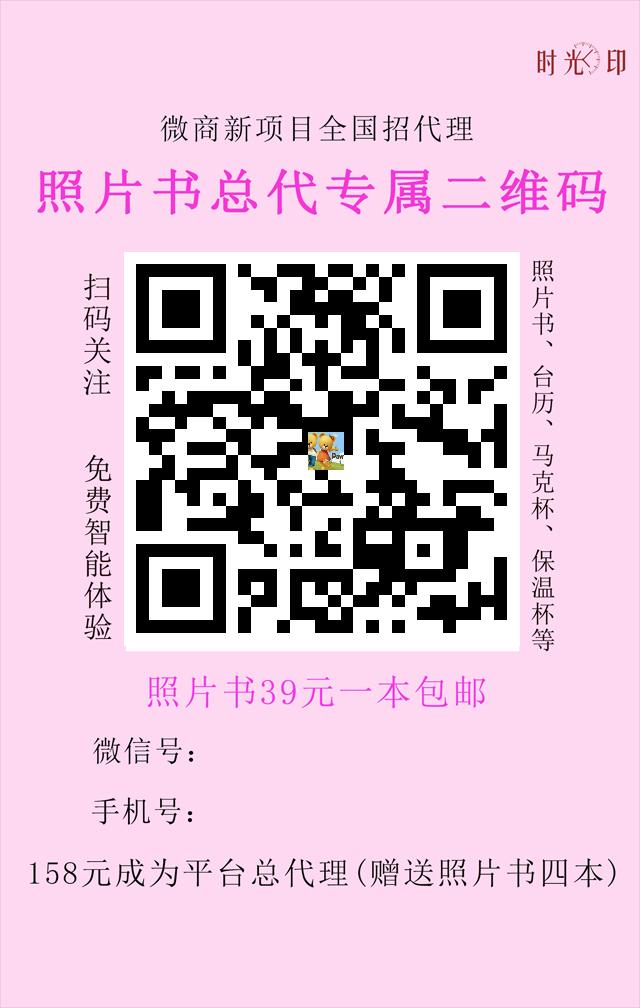 时光印
微商新项目全国招代理
照片书总代专属二维码
扫码关注
免费智能体验
照片书、台历、马克杯、保温杯等
照片书39元一本包邮
微信号：
手机号：
158元成为平台总代理(赠送照片书四本)